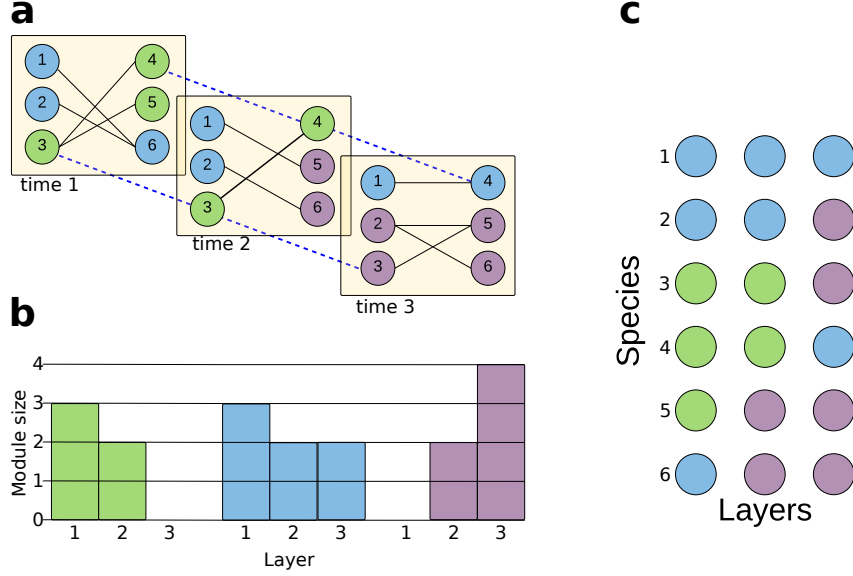 a
1 4
2 5
3 6
time 1
1 4
2 5
3 6
time 2
1 4
2 5
3 6
time 3
b
Module size
4
3
2
1
0
1 2 3 1 2 3 1 2 3
Layer
c
Species
1
2
3
4
5
6
Layers